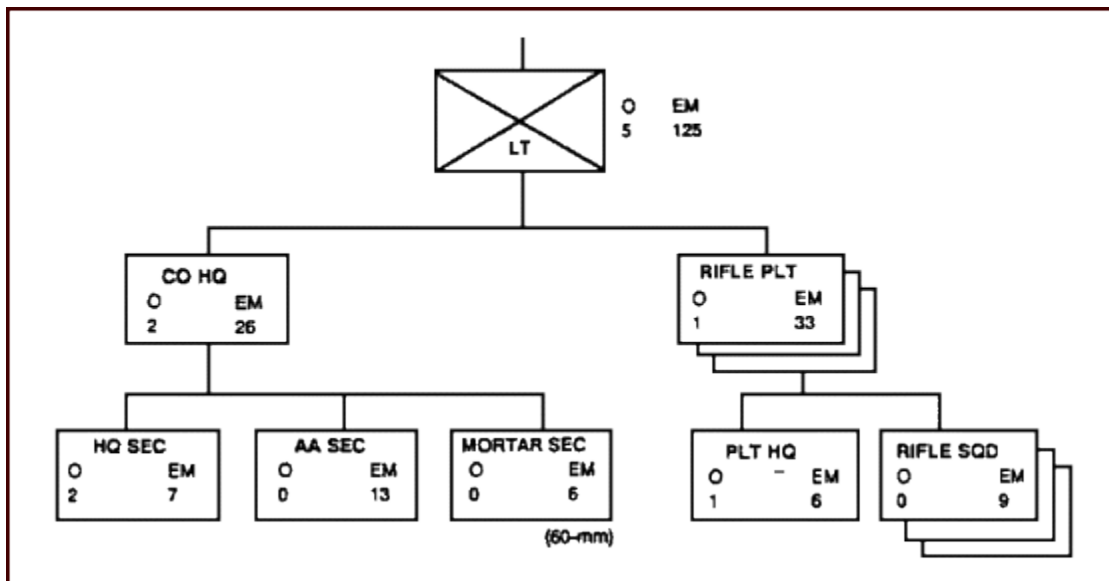 O EM
5 125
LT
CO HQ
O EM
2 26
RIFLE PLT
O EM
1 33
HQ SEC
O EM
2 7
AA SEC
O EM
0 13
MORTAR SEC
O EM
0 6
(60-mm)
PLT HQ
O EM
1 6
RIFLE SQD
O EM
0 9